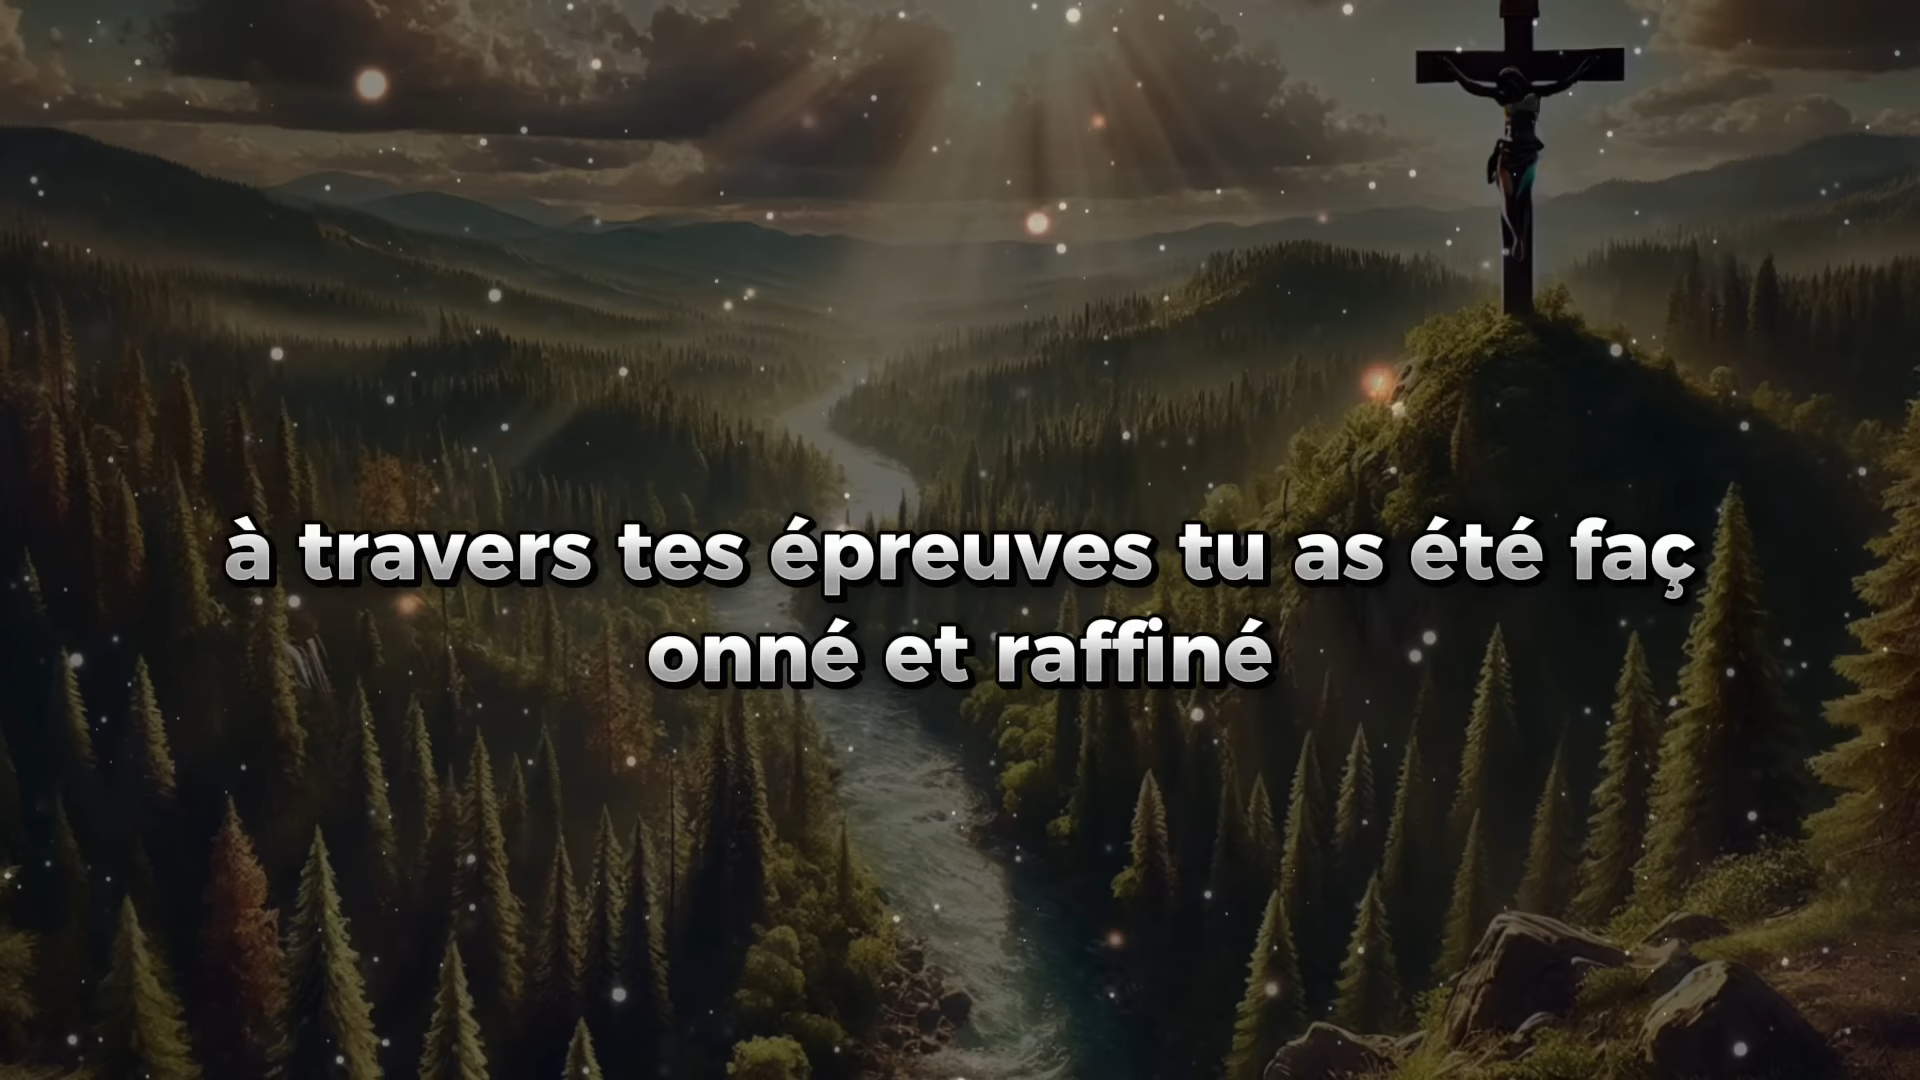 à travers tes épreuves tu as été faç
onné et raffiné